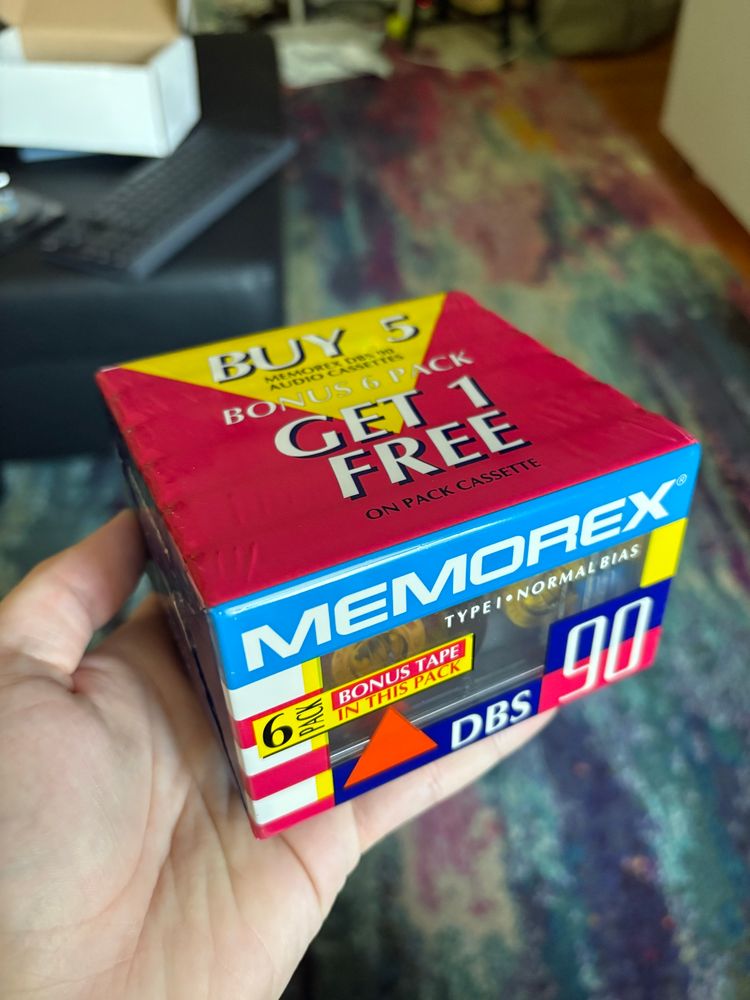 BUY 5
MEMOREX DBS 90
AUDIO CASSETTES
BONUS 6 PACK
GET 1
FREE
ON PACK CASSETTE
MEMOREX®
TYPE I • NORMAL BIAS
6 PACK
BONUS TAPE
IN THIS PACK
DBS
90